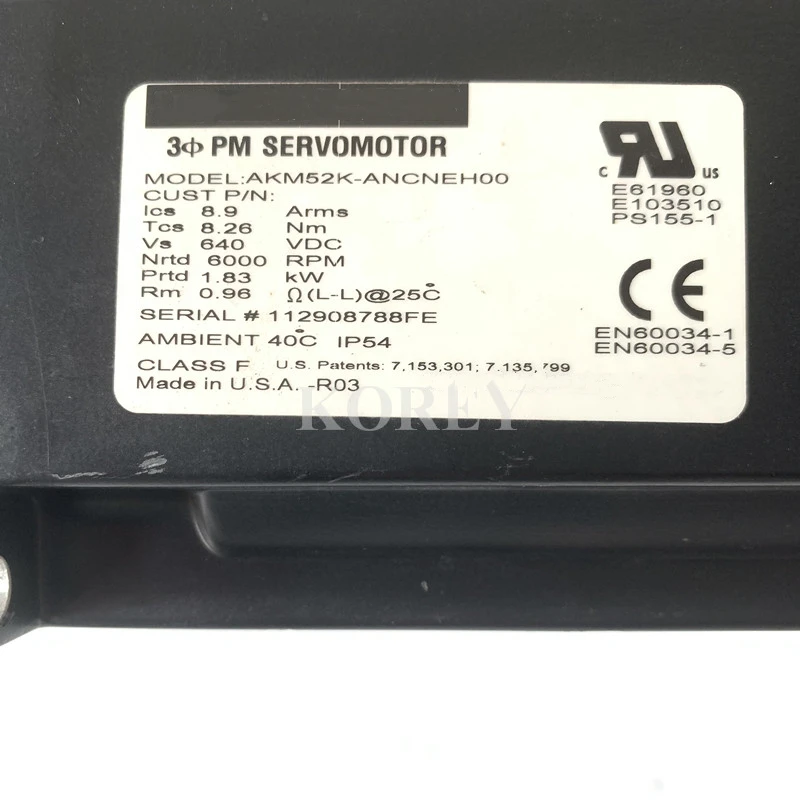 3Φ PM SERVOMOTOR
MODEL:AKM52K-ANCNEH00
CUST P/N:
Ics 8.9 Arms
Tcs 8.26 Nm
Vs 640 VDC
Nrtd 6000 RPM
Prtd 1.83 kW
Rm 0.96 Ω(L-L)@25°C
SERIAL # 112908788FE
AMBIENT 40°C IP54
CLASS F U.S. Patents: 7,153,301; 7.135,
Made in U.S.A. -R03
c RU us
E61960
E103510
PS155-1
CE
EN60034-1
EN60034-5
KOREY